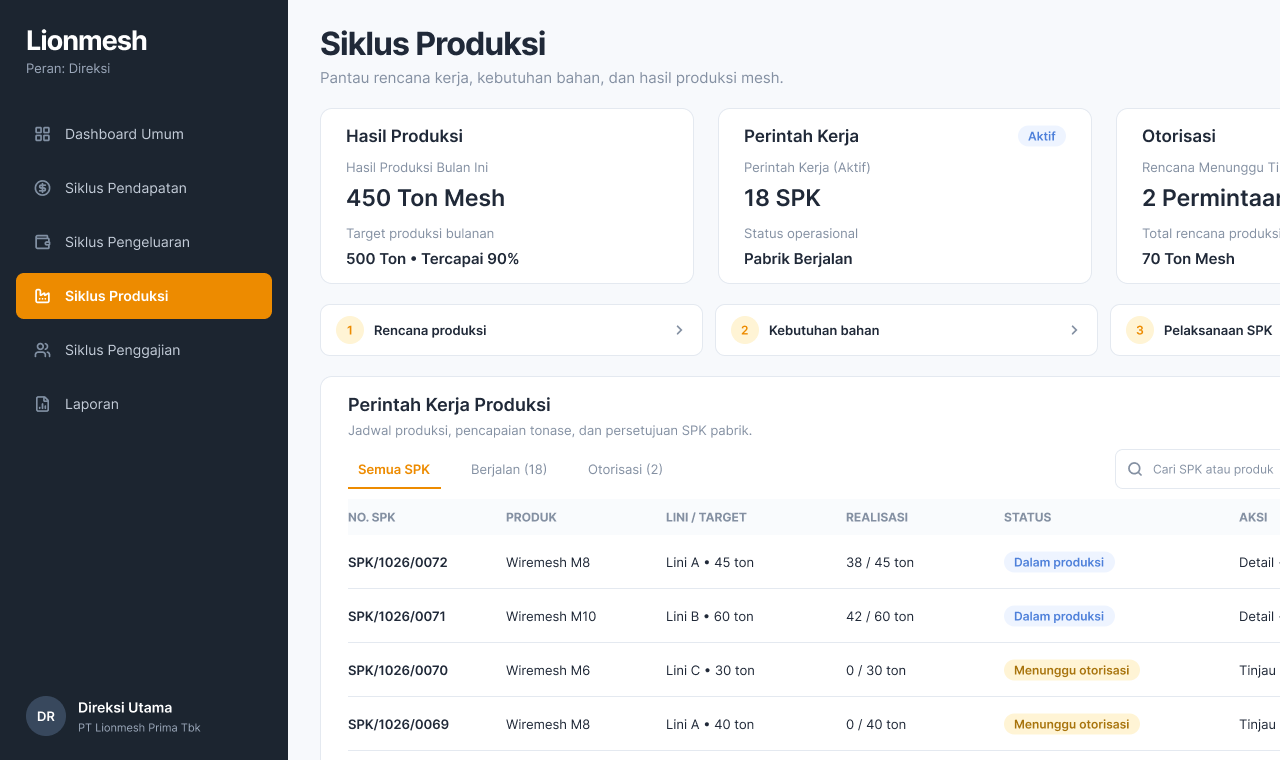 Lionmesh
Peran: Direksi
Dashboard Umum
Siklus Pendapatan
Siklus Pengeluaran
Siklus Produksi
Siklus Penggajian
Laporan
DR
Direksi Utama
PT Lionmesh Prima Tbk
Siklus Produksi
Pantau rencana kerja, kebutuhan bahan, dan hasil produksi mesh.
Hasil Produksi
Hasil Produksi Bulan Ini
450 Ton Mesh
Target produksi bulanan
500 Ton • Tercapai 90%
Perintah Kerja Aktif
Perintah Kerja (Aktif)
18 SPK
Status operasional
Pabrik Berjalan
Otorisasi
Rencana Menunggu Ti
2 Permintaan
Total rencana produksi
70 Ton Mesh
1 Rencana produksi
2 Kebutuhan bahan
3 Pelaksanaan SPK
Perintah Kerja Produksi
Jadwal produksi, pencapaian tonase, dan persetujuan SPK pabrik.
Semua SPK Berjalan (18) Otorisasi (2) Cari SPK atau produk
NO. SPK PRODUK LINI / TARGET REALISASI STATUS AKSI
SPK/1026/0072 Wiremesh M8 Lini A • 45 ton 38 / 45 ton Dalam produksi Detail
SPK/1026/0071 Wiremesh M10 Lini B • 60 ton 42 / 60 ton Dalam produksi Detail
SPK/1026/0070 Wiremesh M6 Lini C • 30 ton 0 / 30 ton Menunggu otorisasi Tinjau
SPK/1026/0069 Wiremesh M8 Lini A • 40 ton 0 / 40 ton Menunggu otorisasi Tinjau